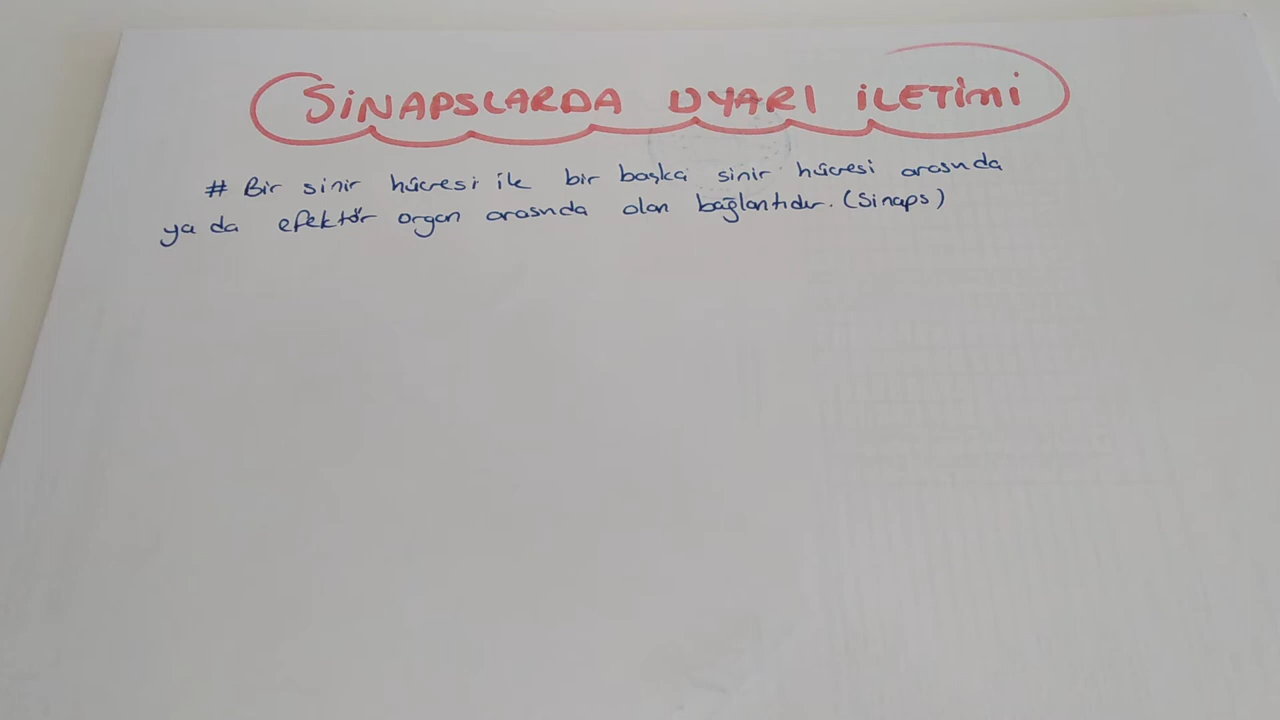 SİNAPSLARDA UYARI İLETİMİ
# Bir sinir hücresi ile bir başka sinir hücresi arasında
ya da efektör organ arasında olan bağlantıdır. (Sinaps)